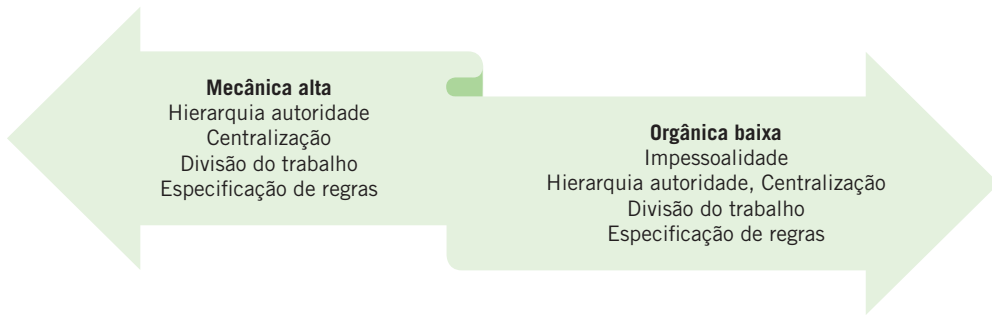 Mecânica alta
Hierarquia autoridade
Centralização
Divisão do trabalho
Especificação de regras
Orgânica baixa
Impessoalidade
Hierarquia autoridade, Centralização
Divisão do trabalho
Especificação de regras